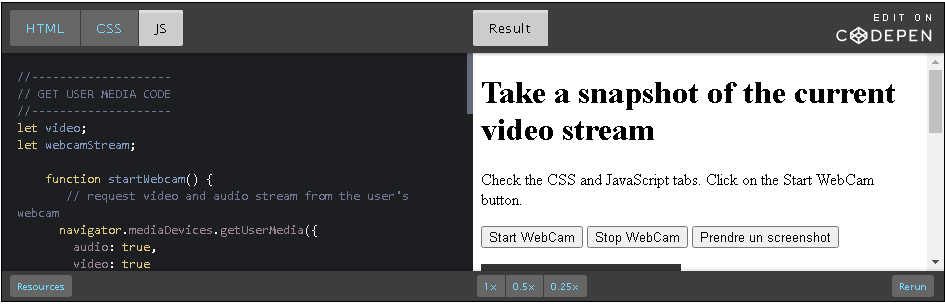 HTML CSS JS
Result
EDIT ON
CODEPEN
//--------------------
// GET USER MEDIA CODE
//--------------------
let video;
let webcamStream;
function startWebcam() {
// request video and audio stream from the user's
webcam
navigator.mediaDevices.getUserMedia({
audio: true,
video: true
Take a snapshot of the current
video stream
Check the CSS and JavaScript tabs. Click on the Start WebCam
button.
Start WebCam Stop WebCam Prendre un screenshot
Resources
1x 0.5x 0.25x
Rerun